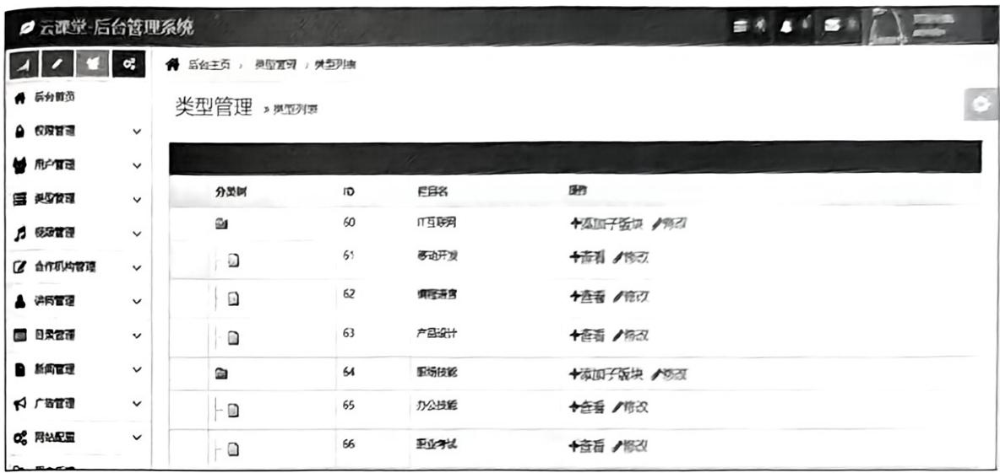 云课堂-后台管理系统
后台主页 / 类型管理 / 类型列表
后台首页
权限管理
用户管理
类型管理
视频管理
合作机构管理
讲师管理
目录管理
新闻管理
广告管理
网站配置
类型管理 » 类型列表
分类树 ID 栏目名 操作
60 IT互联网 +添加子版块 修改
61 移动开发 +查看 修改
62 编程语言 +查看 修改
63 产品设计 +查看 修改
64 职场技能 +添加子版块 修改
65 办公技能 +查看 修改
66 职业考试 +查看 修改